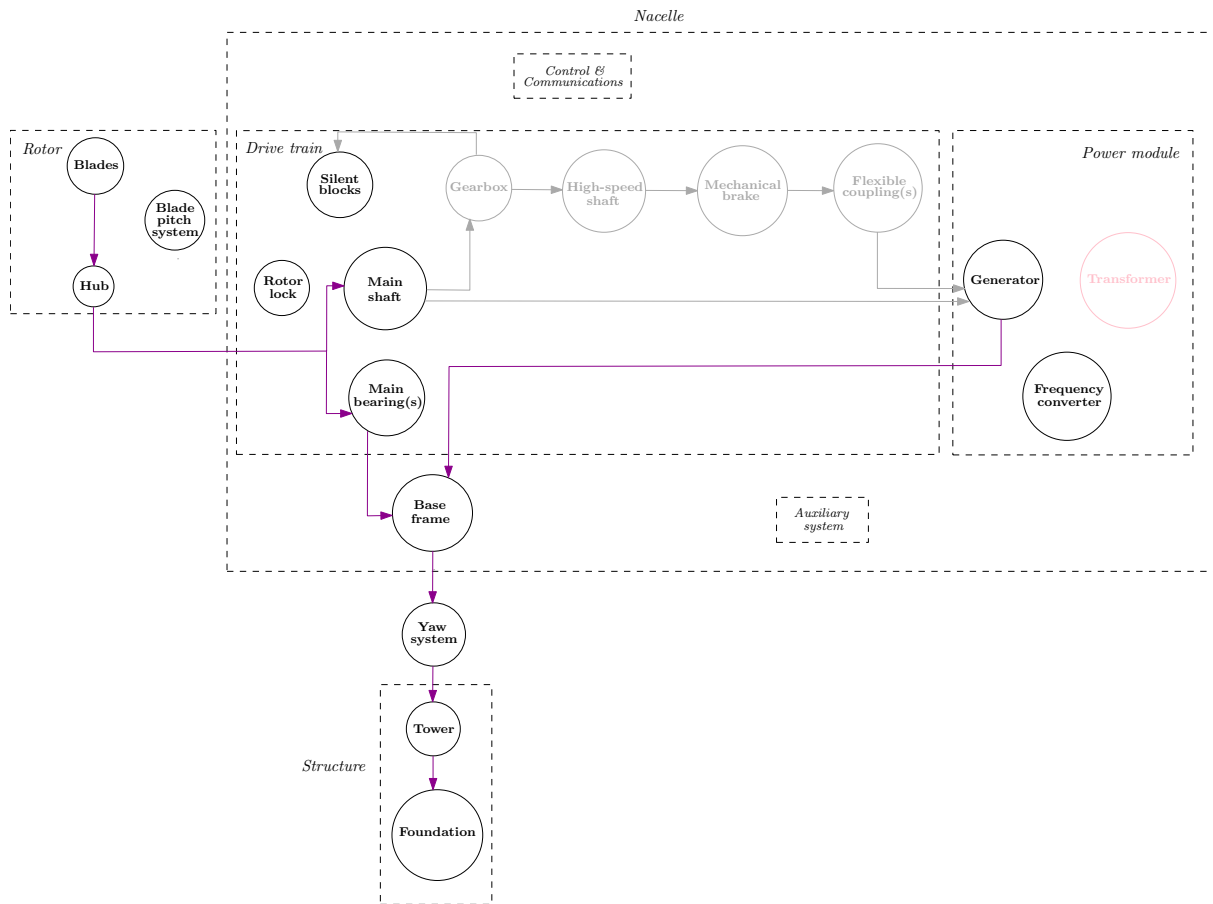 Nacelle
Control &
Communications
Rotor
Blades
Blade
pitch
system
Hub
Drive train
Silent
blocks
Gearbox
High-speed
shaft
Mechanical
brake
Flexible
coupling(s)
Power module
Rotor
lock
Main
shaft
Generator
Transformer
Main
bearing(s)
Frequency
converter
Base
frame
Auxiliary
system
Yaw
system
Tower
Structure
Foundation